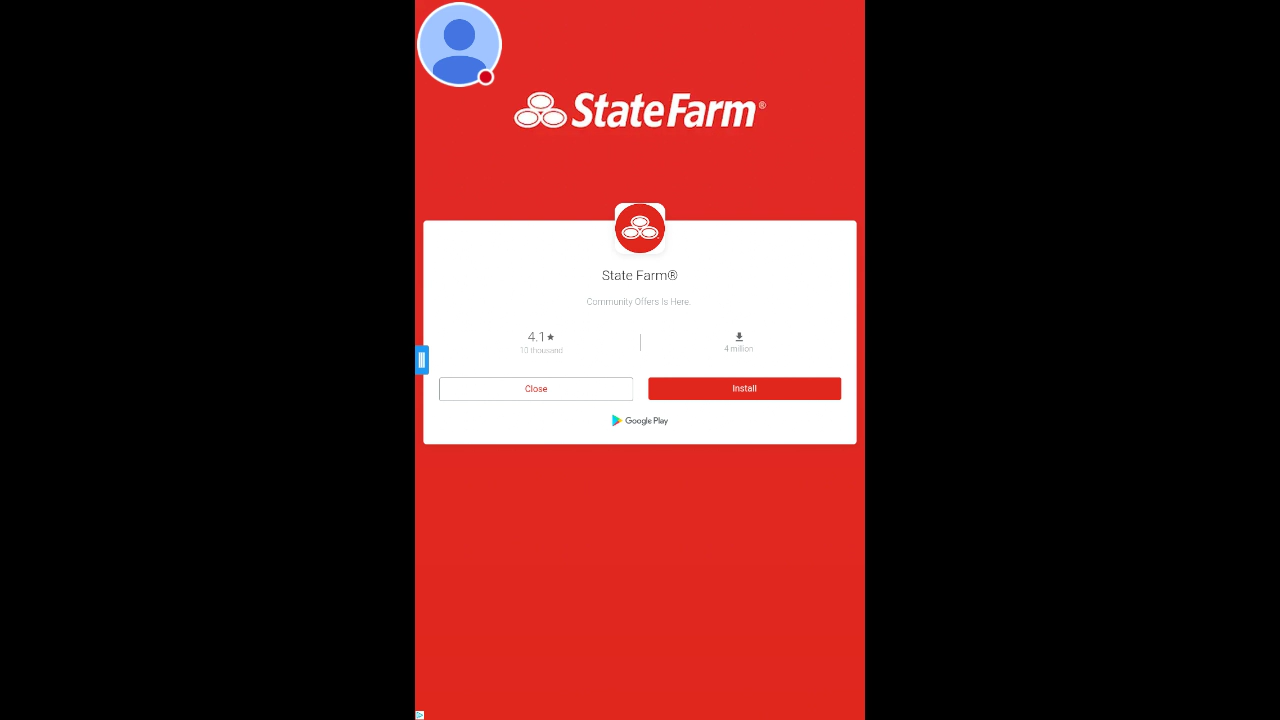 StateFarm®
State Farm®
Community Offers Is Here.
4.1★
10 thousand
4 million
Close
Install
Google Play